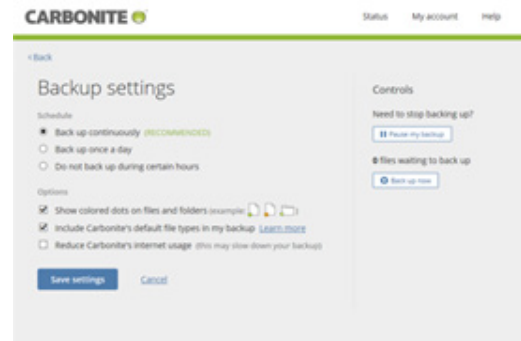 CARBONITE
Status My account Help
<Back
Backup settings
Schedule
Back up continuously (RECOMMENDED)
Back up once a day
Do not back up during certain hours
Options
Show colored dots on files and folders (example: )
Include Carbonite's default file types in my backup Learn more
Reduce Carbonite's internet usage (this may slow down your backup)
Save settings Cancel
Controls
Need to stop backing up?
Pause my backup
0 files waiting to back up
Back up now